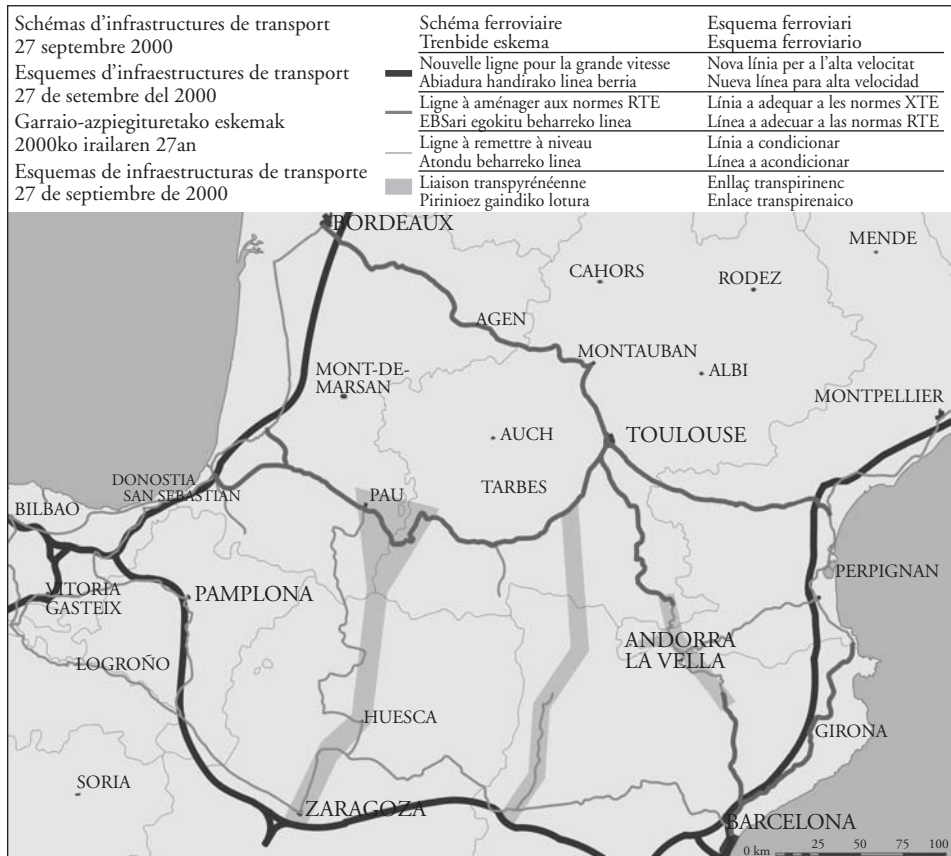 Schémas d'infrastructures de transport
27 septembre 2000
Esquemes d'infraestructures de transport
27 de setembre del 2000
Garraio-azpiegituretako eskemak
2000ko irailaren 27an
Esquemas de infraestructuras de transporte
27 de septiembre de 2000
Schéma ferroviaire
Trenbide eskema
Esquema ferroviari
Esquema ferroviario
Nouvelle ligne pour la grande vitesse
Abiadura handirako linea berria
Nova línia per a l'alta velocitat
Nueva línea para alta velocidad
Ligne à aménager aux normes RTE
EBSari egokitu beharreko linea
Línia a adequar a les normes XTE
Línea a adecuar a las normas RTE
Ligne à remettre à niveau
Atondu beharreko linea
Línia a condicionar
Línea a acondicionar
Liaison transpyrénéenne
Pirinioez gaindiko lotura
Enllaç transpirinenc
Enlace transpirenaico
BORDEAUX
MENDE
CAHORS
RODEZ
AGEN
MONTAUBAN
MONT-DE-
MARSAN
ALBI
MONTPELLIER
AUCH
TOULOUSE
DONOSTIA
SAN SEBASTIAN
TARBES
PAU
BILBAO
PERPIGNAN
VITORIA
GASTEIX
PAMPLONA
ANDORRA
LA VELLA
LOGROÑO
HUESCA
GIRONA
SORIA
ZARAGOZA
BARCELONA
0 km 25 50 75 100